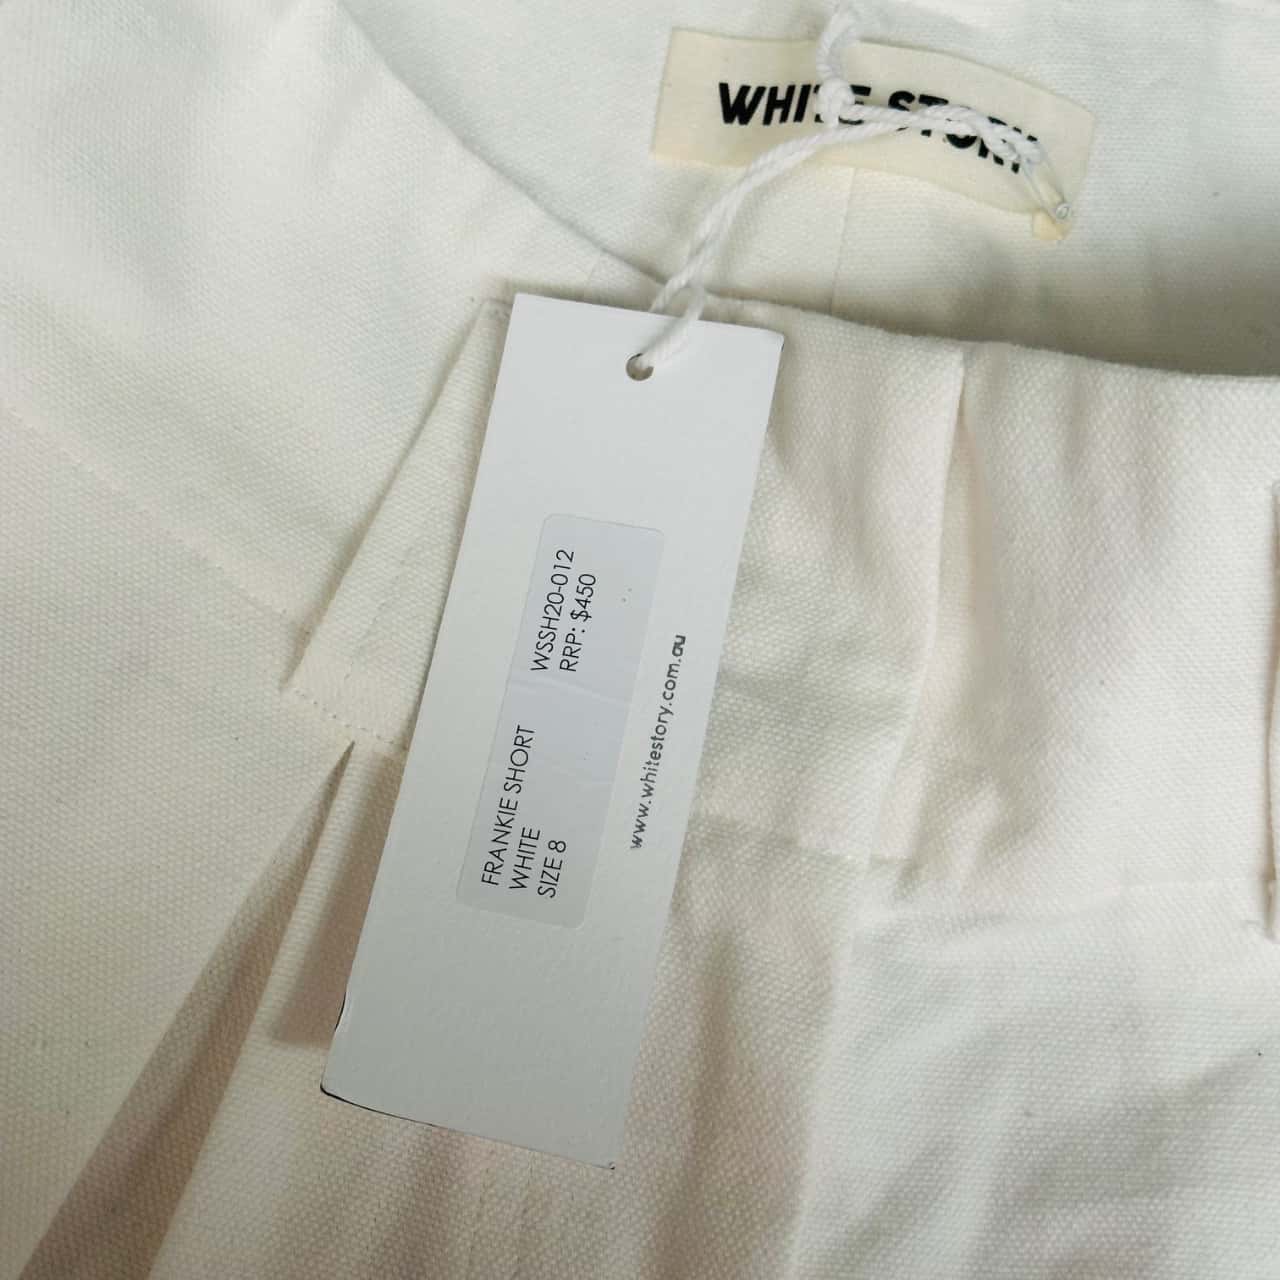 WHITE STORY
FRANKIE SHORT WSSH20-012
WHITE RRP: $450
SIZE 8
www.whitestory.com.au